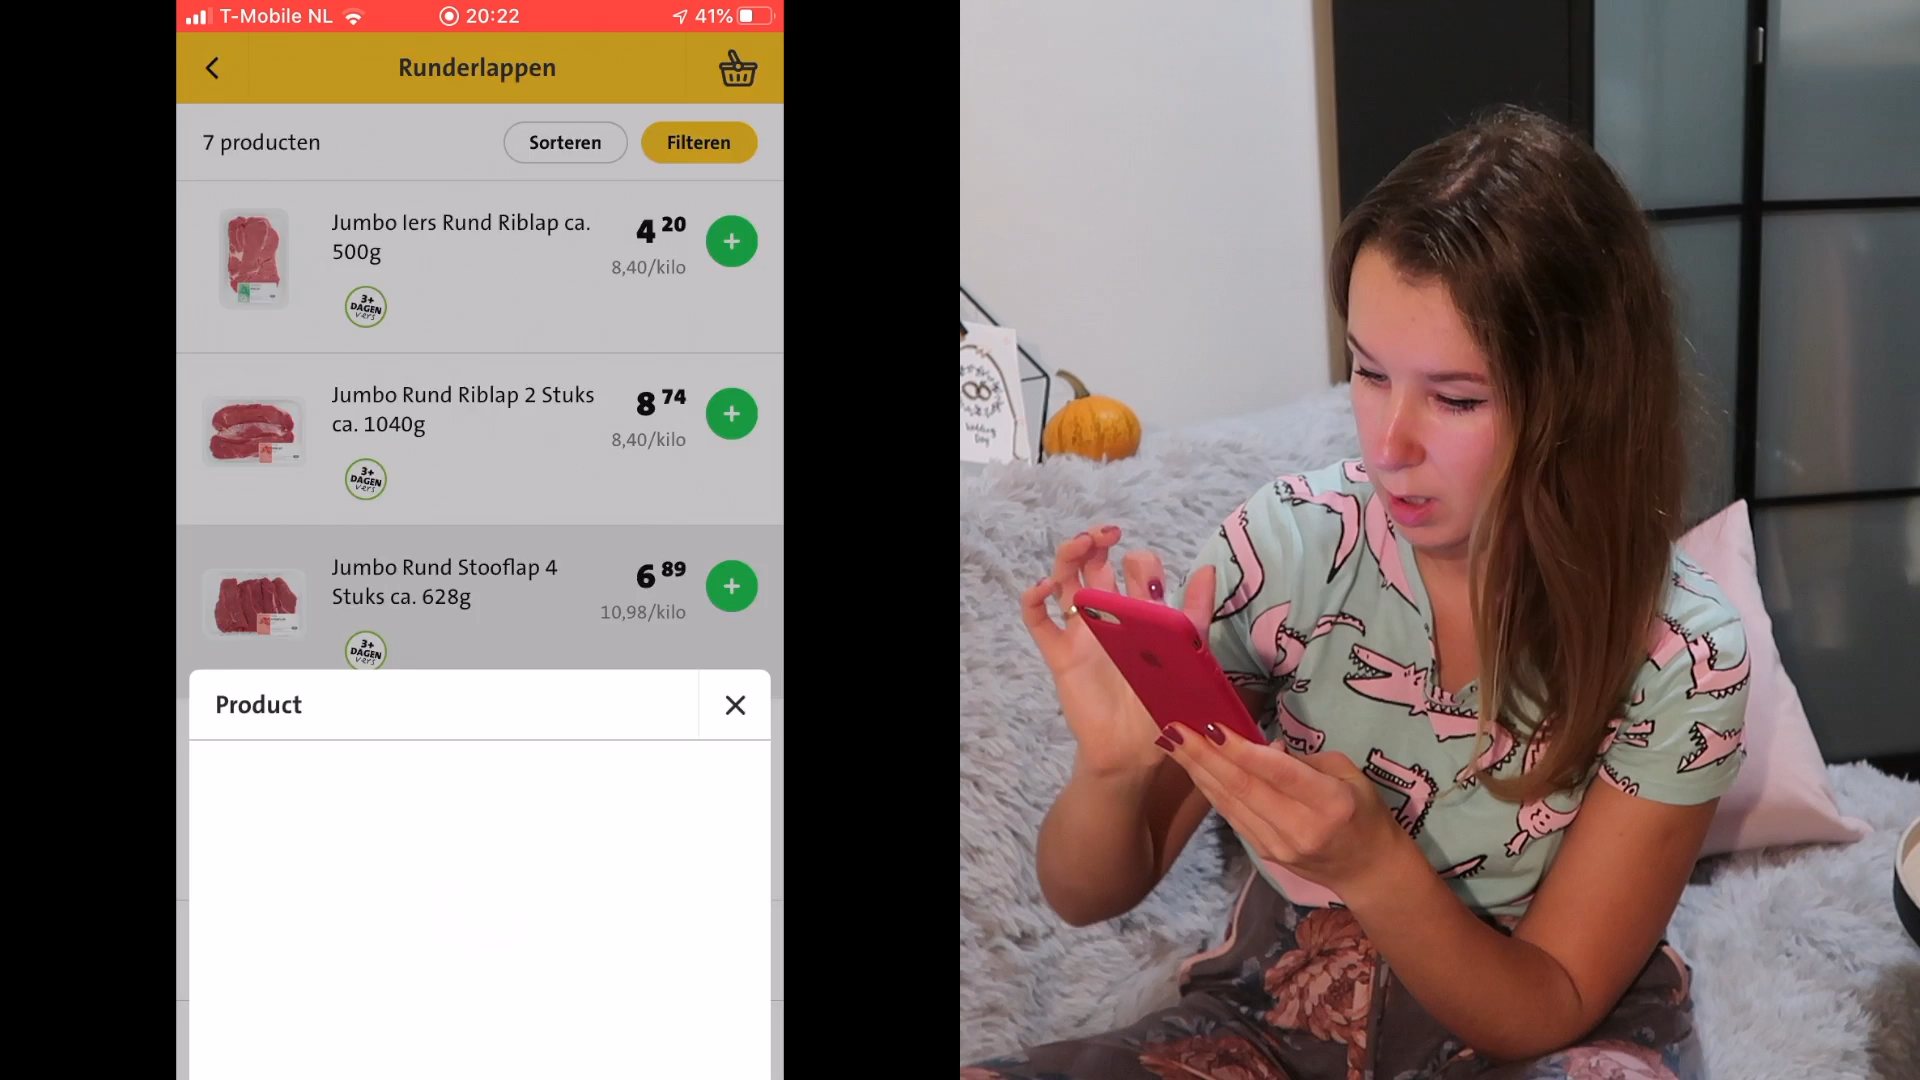 T-Mobile NL 20:22 41%
Runderlappen
7 producten Sorteren Filteren
Jumbo Iers Rund Riblap ca.
500g
4 20
8,40/kilo
3+
DAGEN
vers
Jumbo Rund Riblap 2 Stuks
ca. 1040g
8 74
8,40/kilo
3+
DAGEN
vers
Jumbo Rund Stooflap 4
Stuks ca. 628g
6 89
10,98/kilo
3+
DAGEN
vers
Product
Wedding
Day